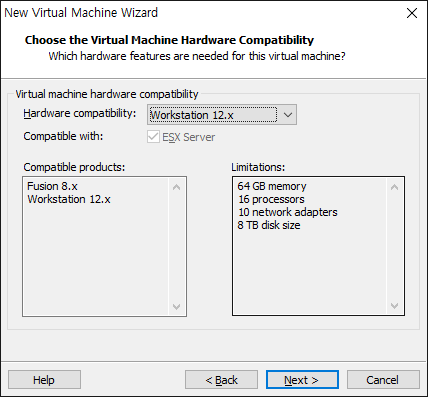 New Virtual Machine Wizard
Choose the Virtual Machine Hardware Compatibility
Which hardware features are needed for this virtual machine?
Virtual machine hardware compatibility
Hardware compatibility: Workstation 12.x
Compatible with: ESX Server
Compatible products:
Fusion 8.x
Workstation 12.x
Limitations:
64 GB memory
16 processors
10 network adapters
8 TB disk size
Help < Back Next > Cancel